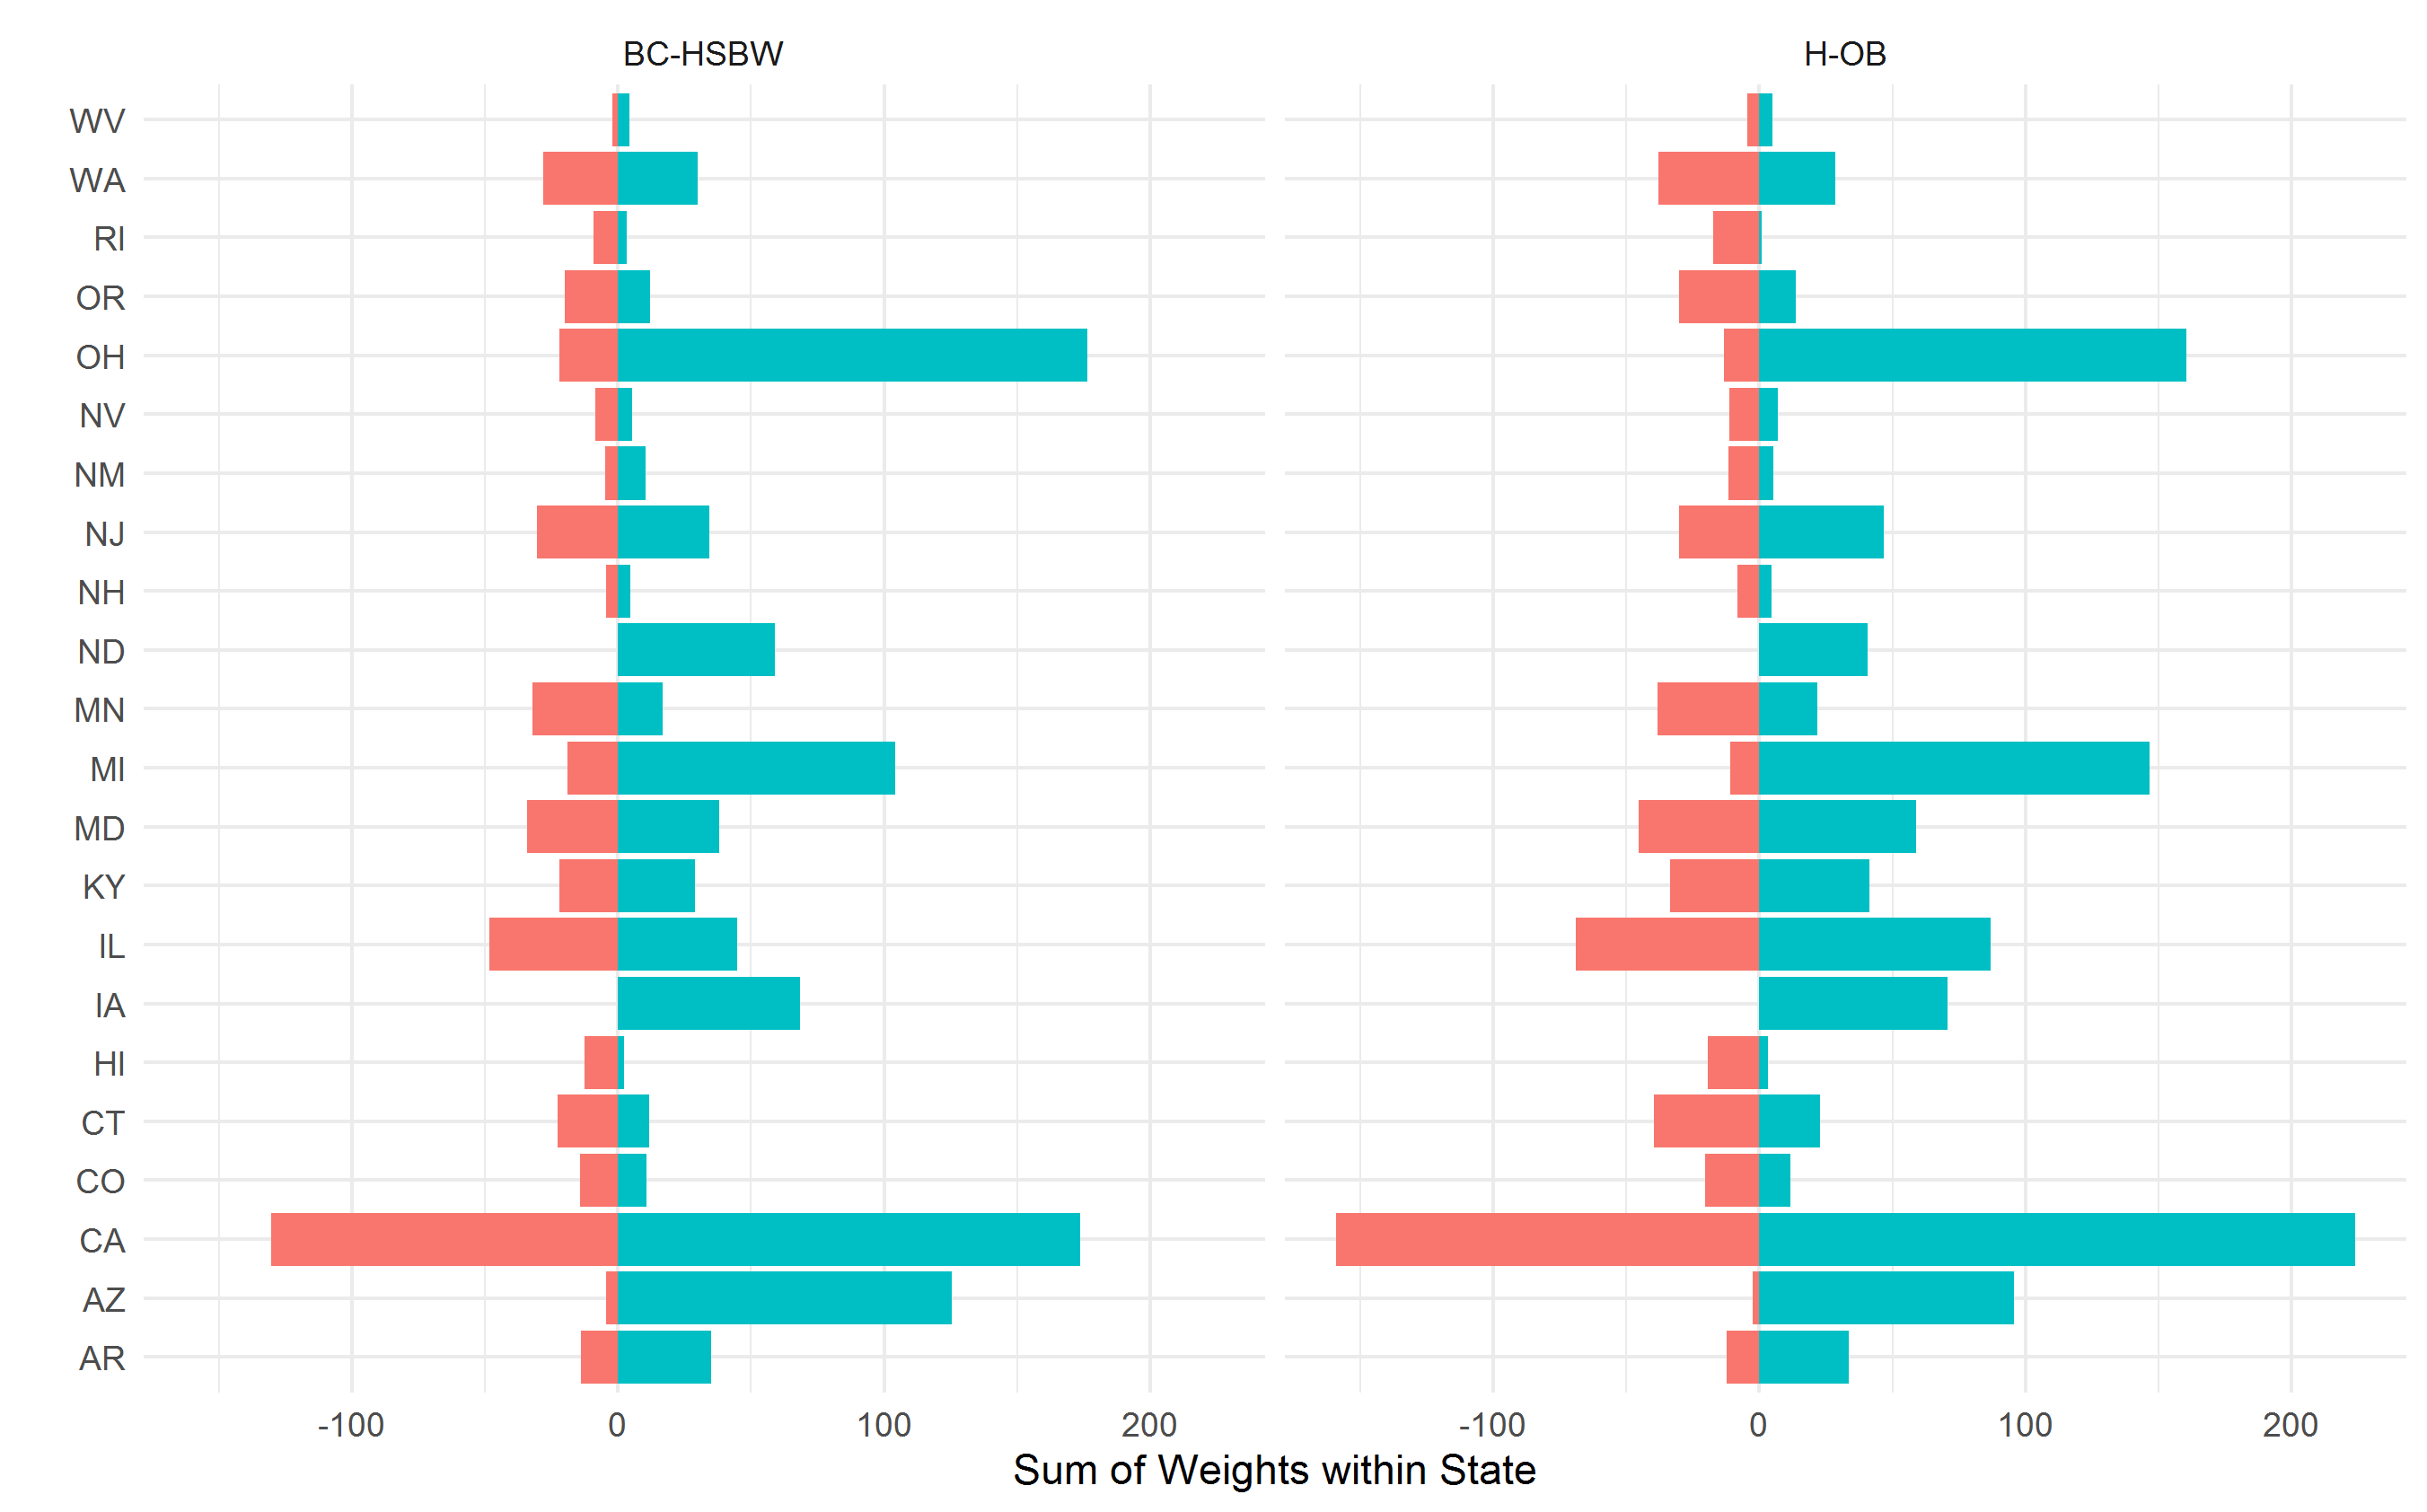 BC-HSBW H-OB
WV
WA
RI
OR
OH
NV
NM
NJ
NH
ND
MN
MI
MD
KY
IL
IA
HI
CT
CO
CA
AZ
AR
-100 0 100 200 -100 0 100 200
Sum of Weights within State